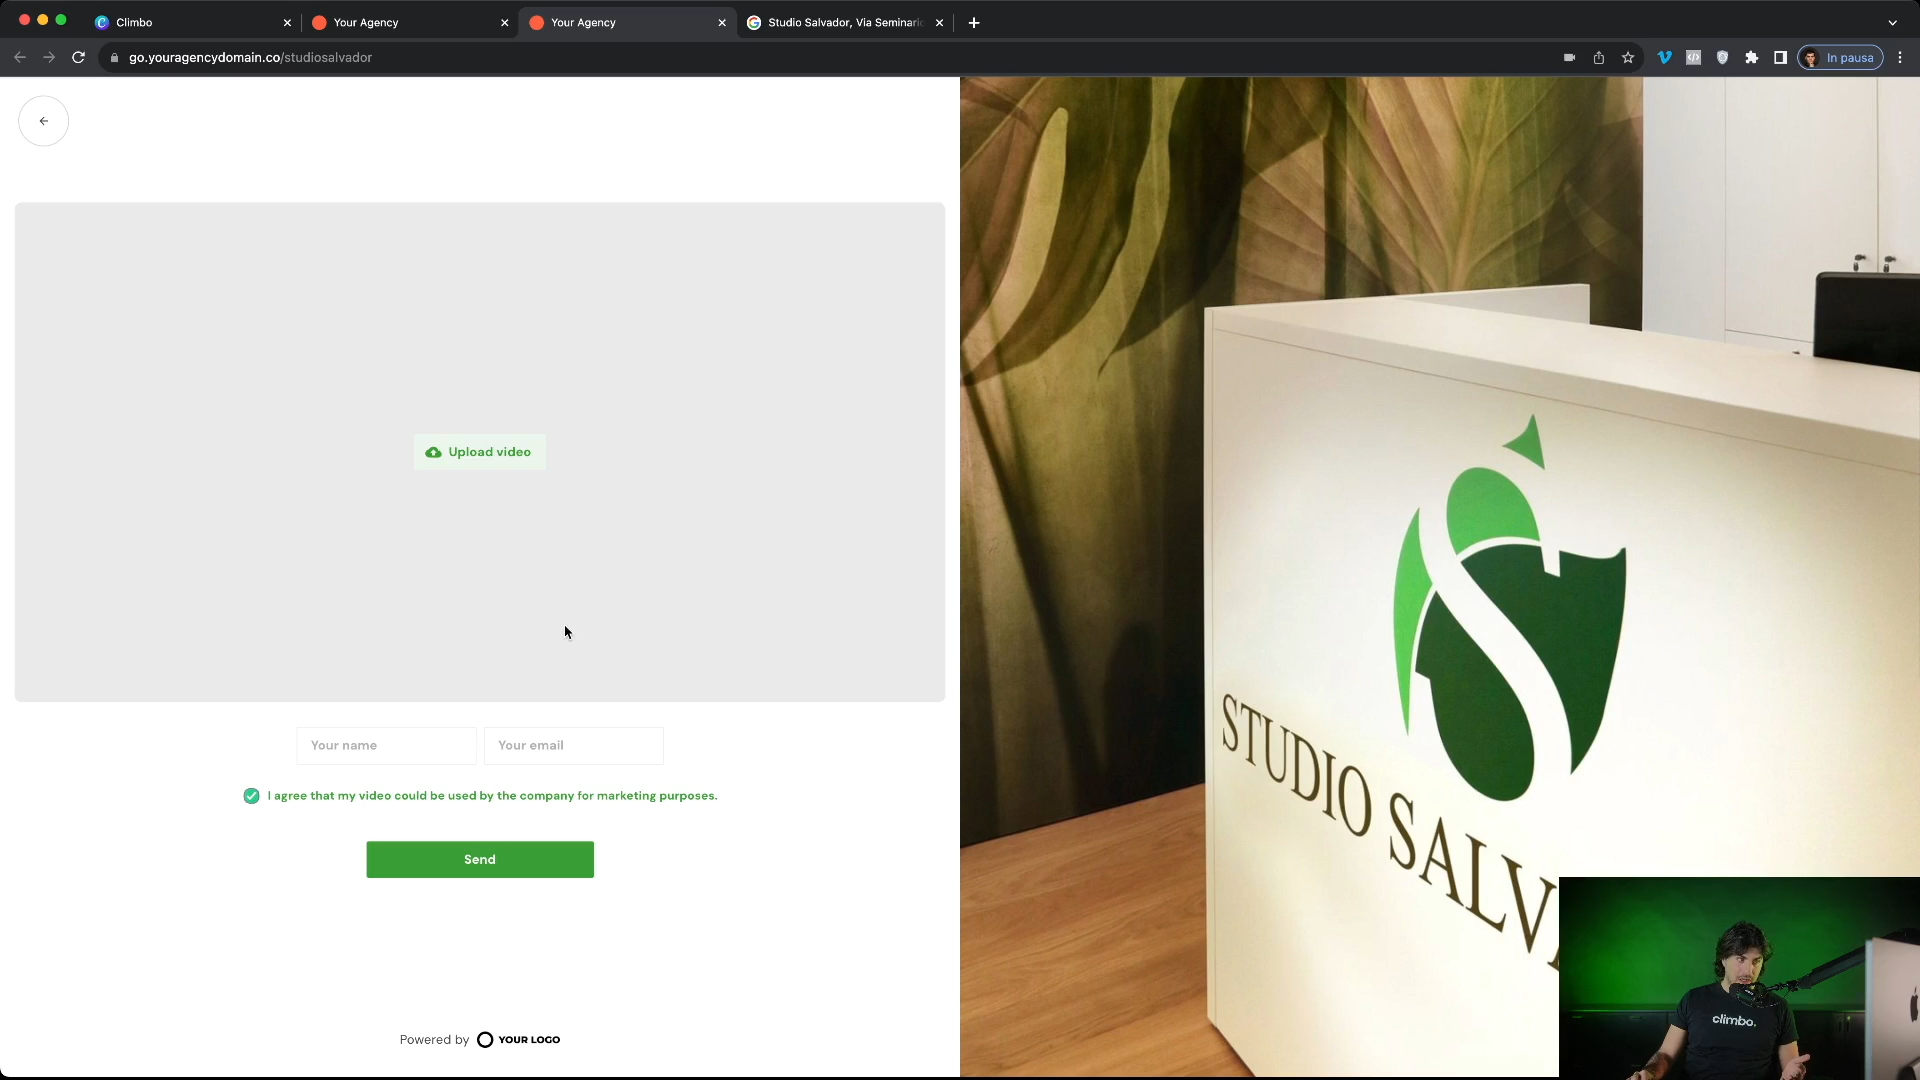 Climbo
Your Agency
Your Agency
Studio Salvador, Via Seminari
go.youragencydomain.co/studiosalvador
In pausa
Upload video
Your name
Your email
I agree that my video could be used by the company for marketing purposes.
Send
Powered by
YOUR LOGO
STUDIO SALV
climbo.